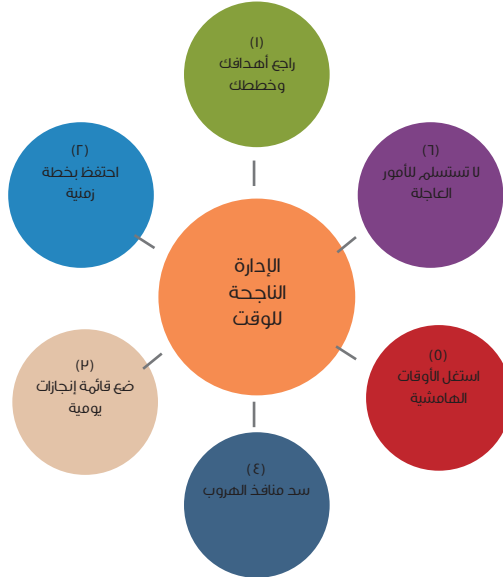 الإدارة
الناجحة
للوقت
(١)
راجع أهدافك
وخططك
(٢)
احتفظ بخطة
زمنية
(٣)
ضع قائمة إنجازات
يومية
(٤)
سد منافذ الهروب
(٥)
استغل الأوقات
الهامشية
(٦)
لا تستسلم للأمور
العاجلة